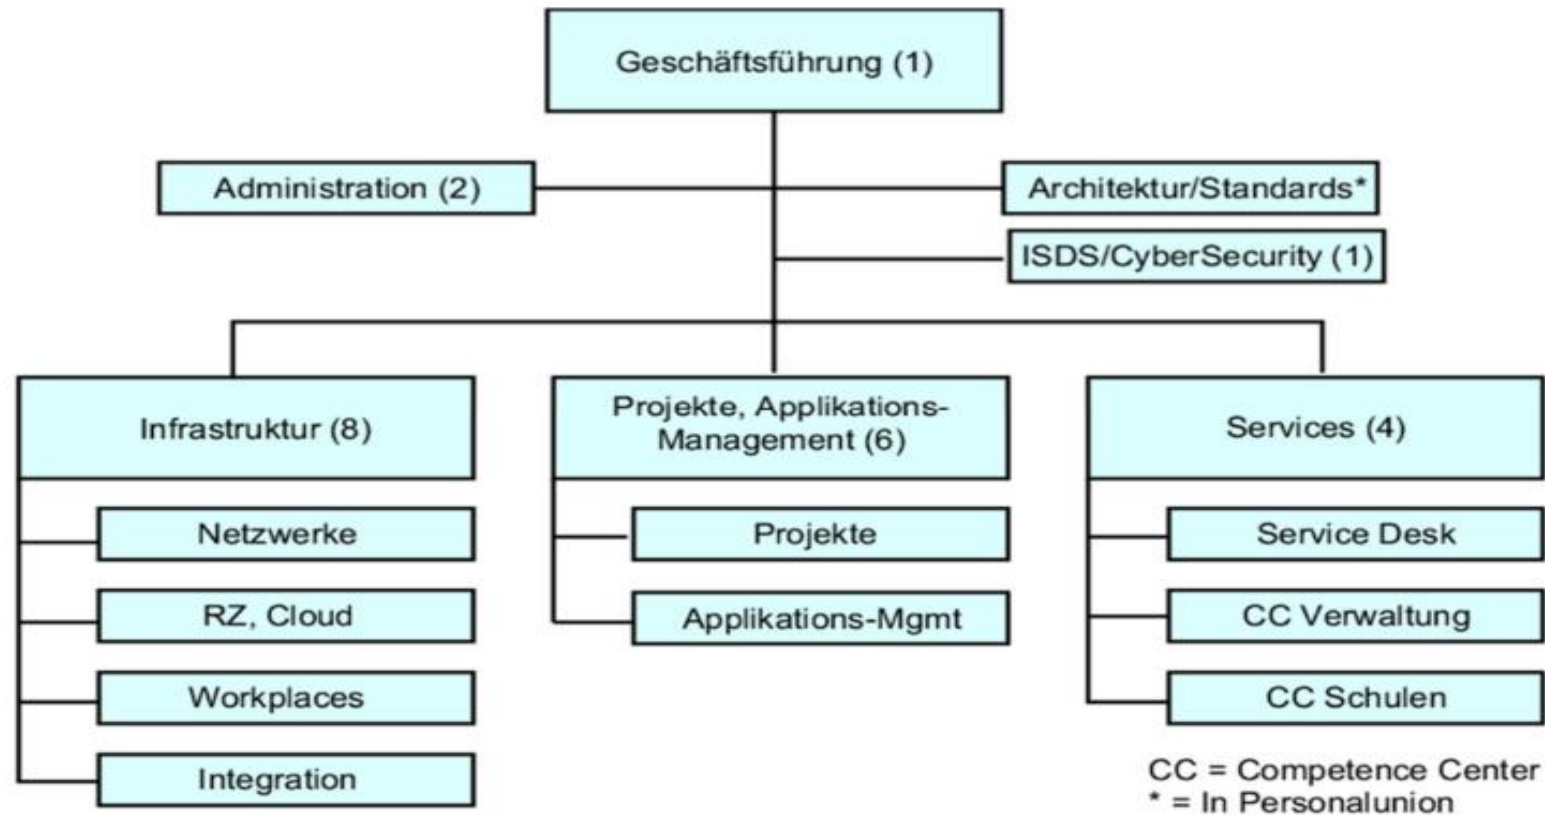 Geschäftsführung (1)
Administration (2)
Architektur/Standards*
ISDS/CyberSecurity (1)
Infrastruktur (8)
Netzwerke
RZ, Cloud
Workplaces
Integration
Projekte, Applikations-
Management (6)
Projekte
Applikations-Mgmt
Services (4)
Service Desk
CC Verwaltung
CC Schulen
CC = Competence Center
* = In Personalunion